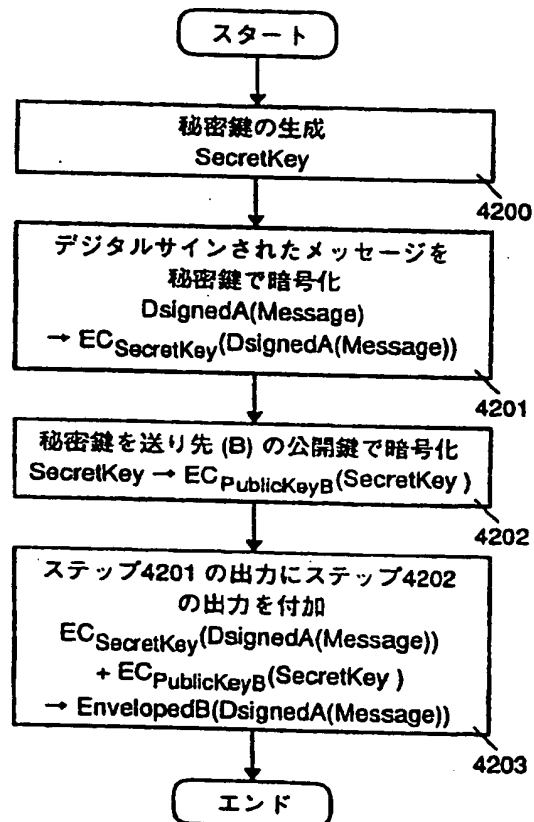 スタート
秘密鍵の生成
SecretKey
4200
デジタルサインされたメッセージを
秘密鍵で暗号化
DsignedA(Message)
→ ECSecretKey(DsignedA(Message))
4201
秘密鍵を送り先 (B) の公開鍵で暗号化
SecretKey → ECPublicKeyB(SecretKey)
4202
ステップ4201 の出力にステップ4202
の出力を付加
ECSecretKey(DsignedA(Message))
+ ECPublicKeyB(SecretKey)
→ EnvelopedB(DsignedA(Message))
4203
エンド